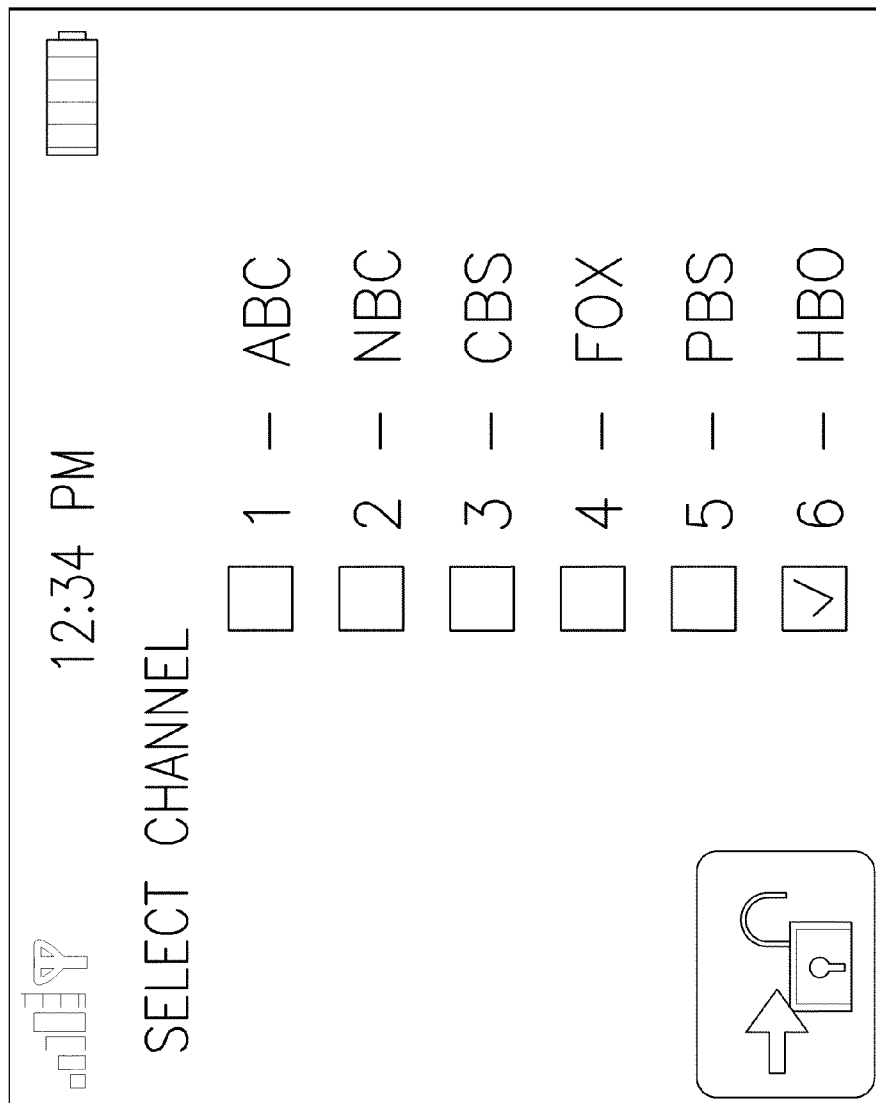 12:34 PM
SELECT CHANNEL
1 - ABC
2 - NBC
3 - CBS
4 - FOX
5 - PBS
6 - HBO